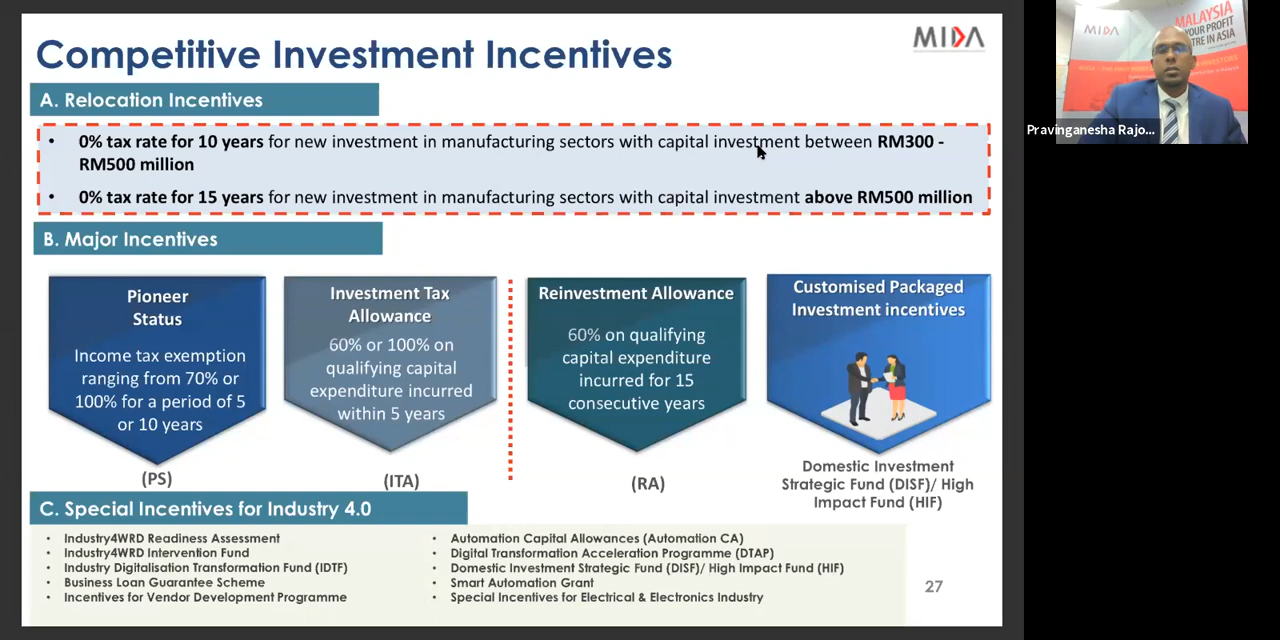 Competitive Investment Incentives
MIDA
A. Relocation Incentives
• 0% tax rate for 10 years for new investment in manufacturing sectors with capital investment between RM300 -
RM500 million
• 0% tax rate for 15 years for new investment in manufacturing sectors with capital investment above RM500 million
B. Major Incentives
Pioneer
Status
Income tax exemption
ranging from 70% or
100% for a period of 5
or 10 years
(PS)
Investment Tax
Allowance
60% or 100% on
qualifying capital
expenditure incurred
within 5 years
(ITA)
Reinvestment Allowance
60% on qualifying
capital expenditure
incurred for 15
consecutive years
(RA)
Customised Packaged
Investment incentives
Domestic Investment
Strategic Fund (DISF)/ High
Impact Fund (HIF)
C. Special Incentives for Industry 4.0
• Industry4WRD Readiness Assessment
• Industry4WRD Intervention Fund
• Industry Digitalisation Transformation Fund (IDTF)
• Business Loan Guarantee Scheme
• Incentives for Vendor Development Programme
• Automation Capital Allowances (Automation CA)
• Digital Transformation Acceleration Programme (DTAP)
• Domestic Investment Strategic Fund (DISF)/ High Impact Fund (HIF)
• Smart Automation Grant
• Special Incentives for Electrical & Electronics Industry
27
MIDA
MALAYSIA
YOUR PROFIT
TRE IN ASIA
Pravinganesha Rajo...